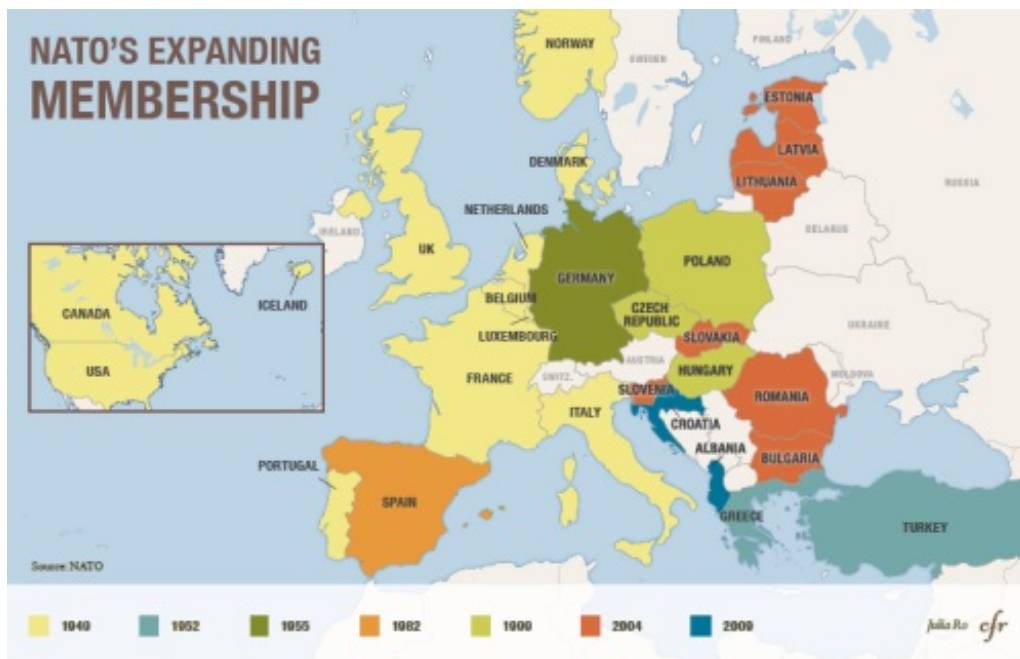 NATO'S EXPANDING
MEMBERSHIP
NORWAY
SWEDEN
FINLAND
ESTONIA
LATVIA
LITHUANIA
RUSSIA
DENMARK
NETHERLANDS
IRELAND
UK
BELARUS
GERMANY
POLAND
BELGIUM
CZECH
REPUBLIC
UKRAINE
LUXEMBOURG
SLOVAKIA
AUSTRIA
SWITZ.
HUNGARY
MOLDOVA
FRANCE
SLOVENIA
ROMANIA
ITALY
CROATIA
ALBANIA
BULGARIA
PORTUGAL
SPAIN
GREECE
TURKEY
CANADA
USA
ICELAND
Source: NATO
1949
1952
1955
1982
1999
2004
2009
Julia Ro
cfr